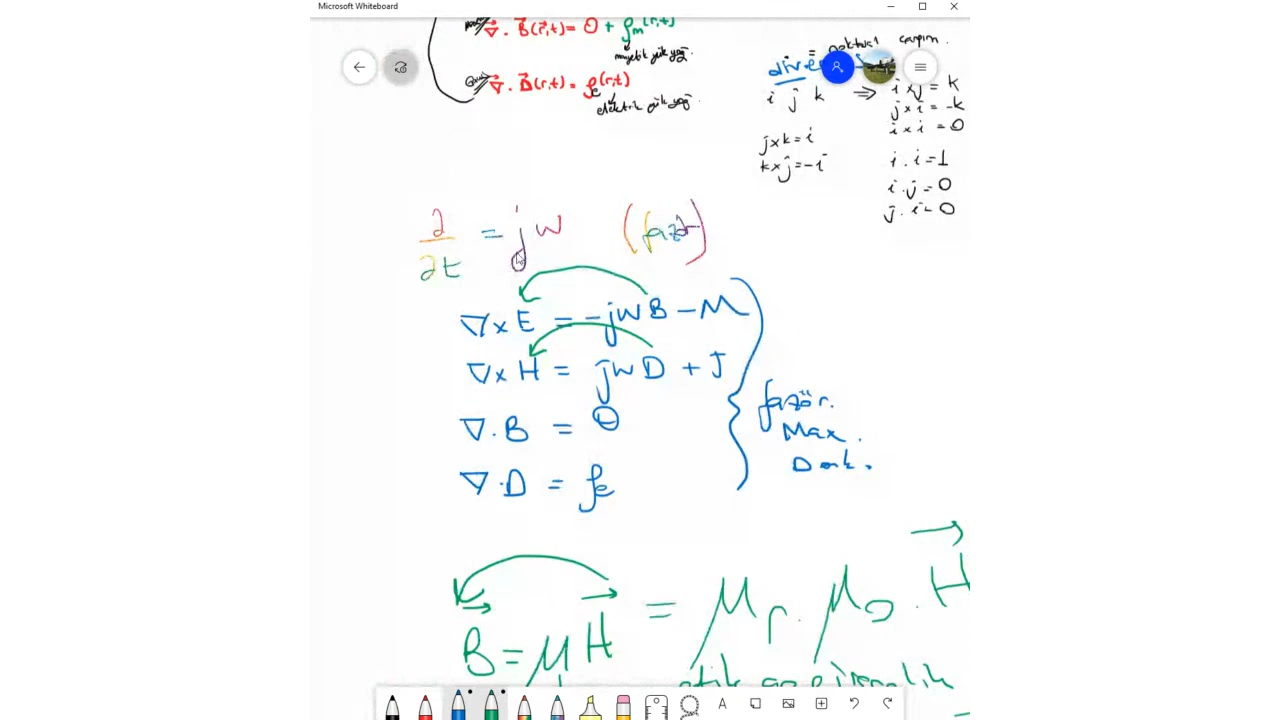 Microsoft Whiteboard
∇⃗ . B⃗(r⃗,t) = 0 + ρm(r,t)
manyetik yük yoğ.
∇⃗ . D⃗(r,t) = ρe(r,t)
elektrik yük yoğ.
noktasal çarpım.
i j k ⇒ i x j = k
j x i = -k
i x i = 0
j x k = i
k x j = -i
i . i = 1
i . j = 0
j . i = 0
∂/∂t = jw (fazör)
∇ x E = -jwB - M
∇ x H = jwD + J
∇ . B = 0
∇ . D = ρe
fazör.
Max.
Denk.
B⃗ = μ H⃗ = μr . μ0 . H⃗